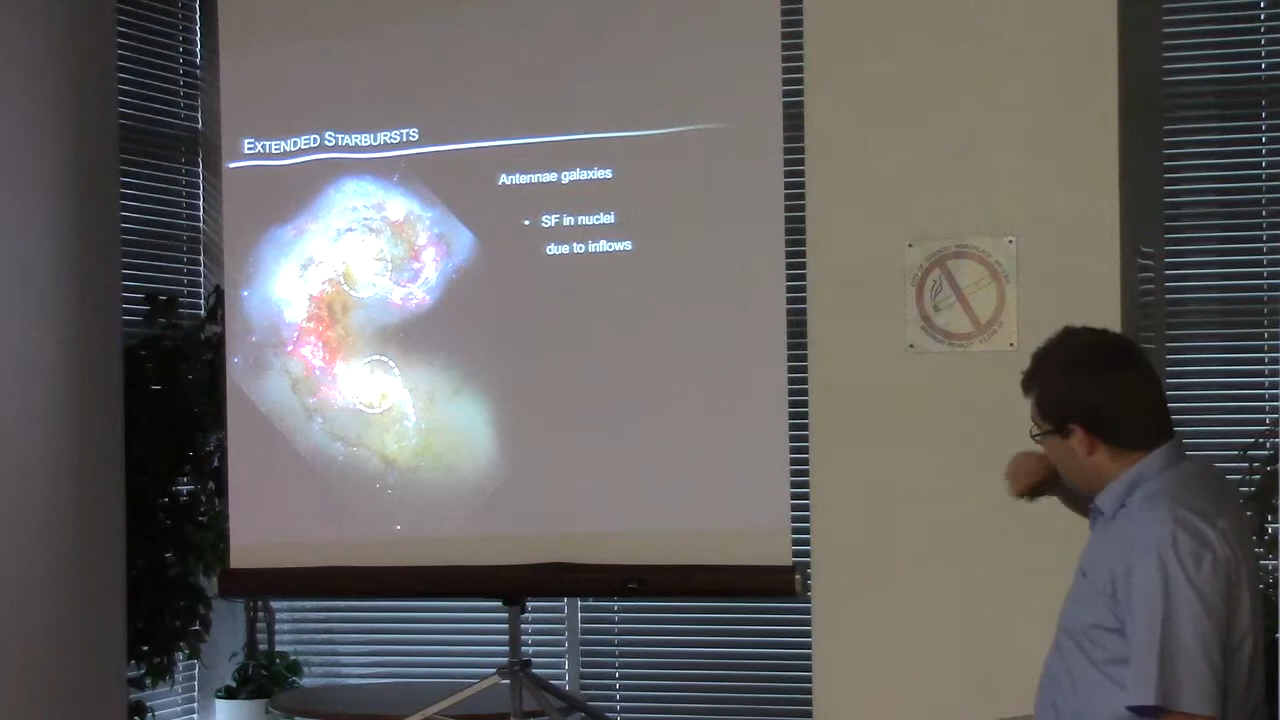 EXTENDED STARBURSTS
Antennae galaxies
• SF in nuclei
due to inflows